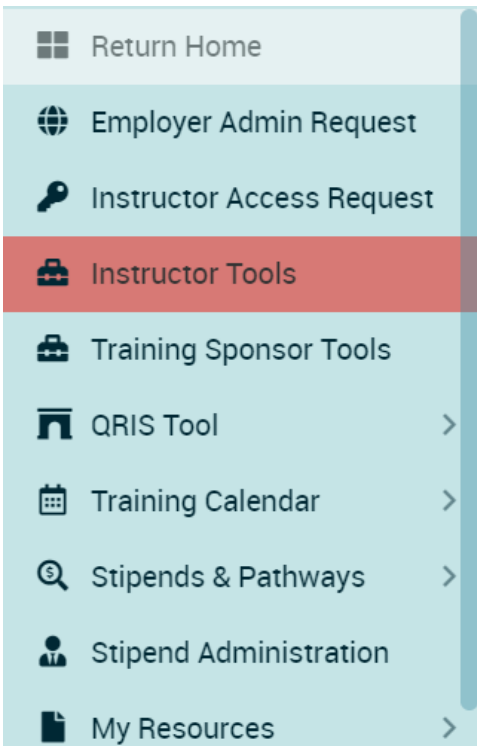 Return Home
Employer Admin Request
Instructor Access Request
Instructor Tools
Training Sponsor Tools
QRIS Tool
Training Calendar
Stipends & Pathways
Stipend Administration
My Resources